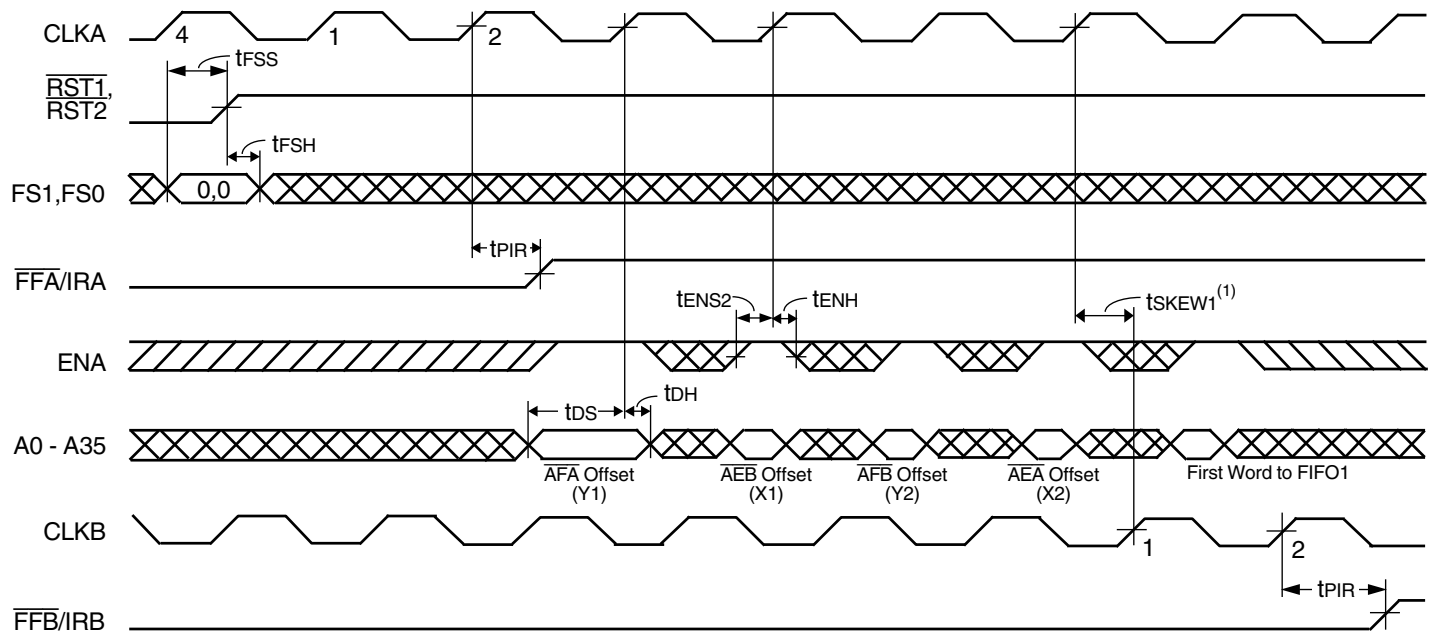 CLKA
4
1
2
tFSS
RST1,
RST2
tFSH
FS1,FS0
0,0
tPIR
FFA/IRA
tENS2
tENH
tSKEW1(1)
ENA
tDS
tDH
A0 - A35
AFA Offset
(Y1)
AEB Offset
(X1)
AFB Offset
(Y2)
AEA Offset
(X2)
First Word to FIFO1
CLKB
1
2
tPIR
FFB/IRB